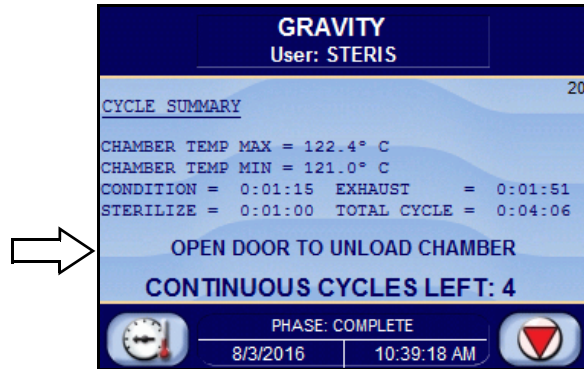 GRAVITY
User: STERIS
20
CYCLE SUMMARY
CHAMBER TEMP MAX = 122.4° C
CHAMBER TEMP MIN = 121.0° C
CONDITION = 0:01:15 EXHAUST = 0:01:51
STERILIZE = 0:01:00 TOTAL CYCLE = 0:04:06
OPEN DOOR TO UNLOAD CHAMBER
CONTINUOUS CYCLES LEFT: 4
PHASE: COMPLETE
8/3/2016 10:39:18 AM